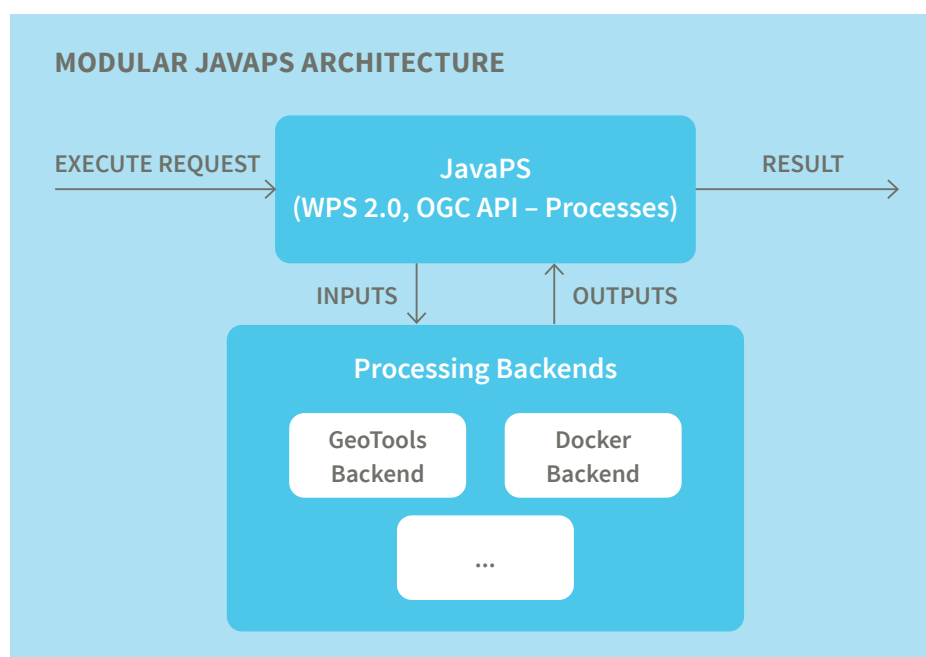 MODULAR JAVAPS ARCHITECTURE
EXECUTE REQUEST
JavaPS
(WPS 2.0, OGC API – Processes)
RESULT
INPUTS
OUTPUTS
Processing Backends
GeoTools
Backend
Docker
Backend
...